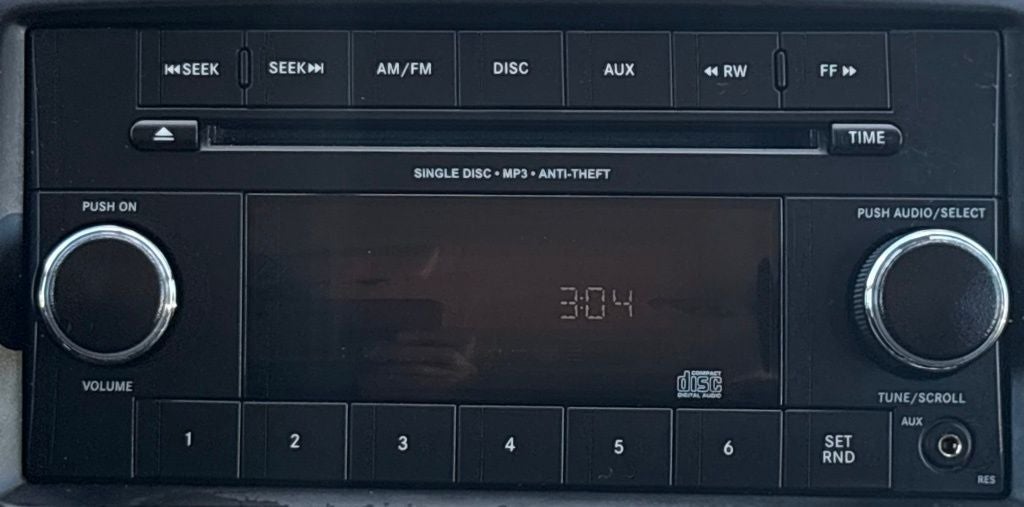 ⏮SEEK
SEEK⏭
AM/FM
DISC
AUX
◀◀ RW
FF ▶▶
TIME
SINGLE DISC • MP3 • ANTI-THEFT
PUSH ON
PUSH AUDIO/SELECT
3:04
COMPACT
disc
DIGITAL AUDIO
VOLUME
TUNE/SCROLL
1
2
3
4
5
6
SET
RND
AUX
RES